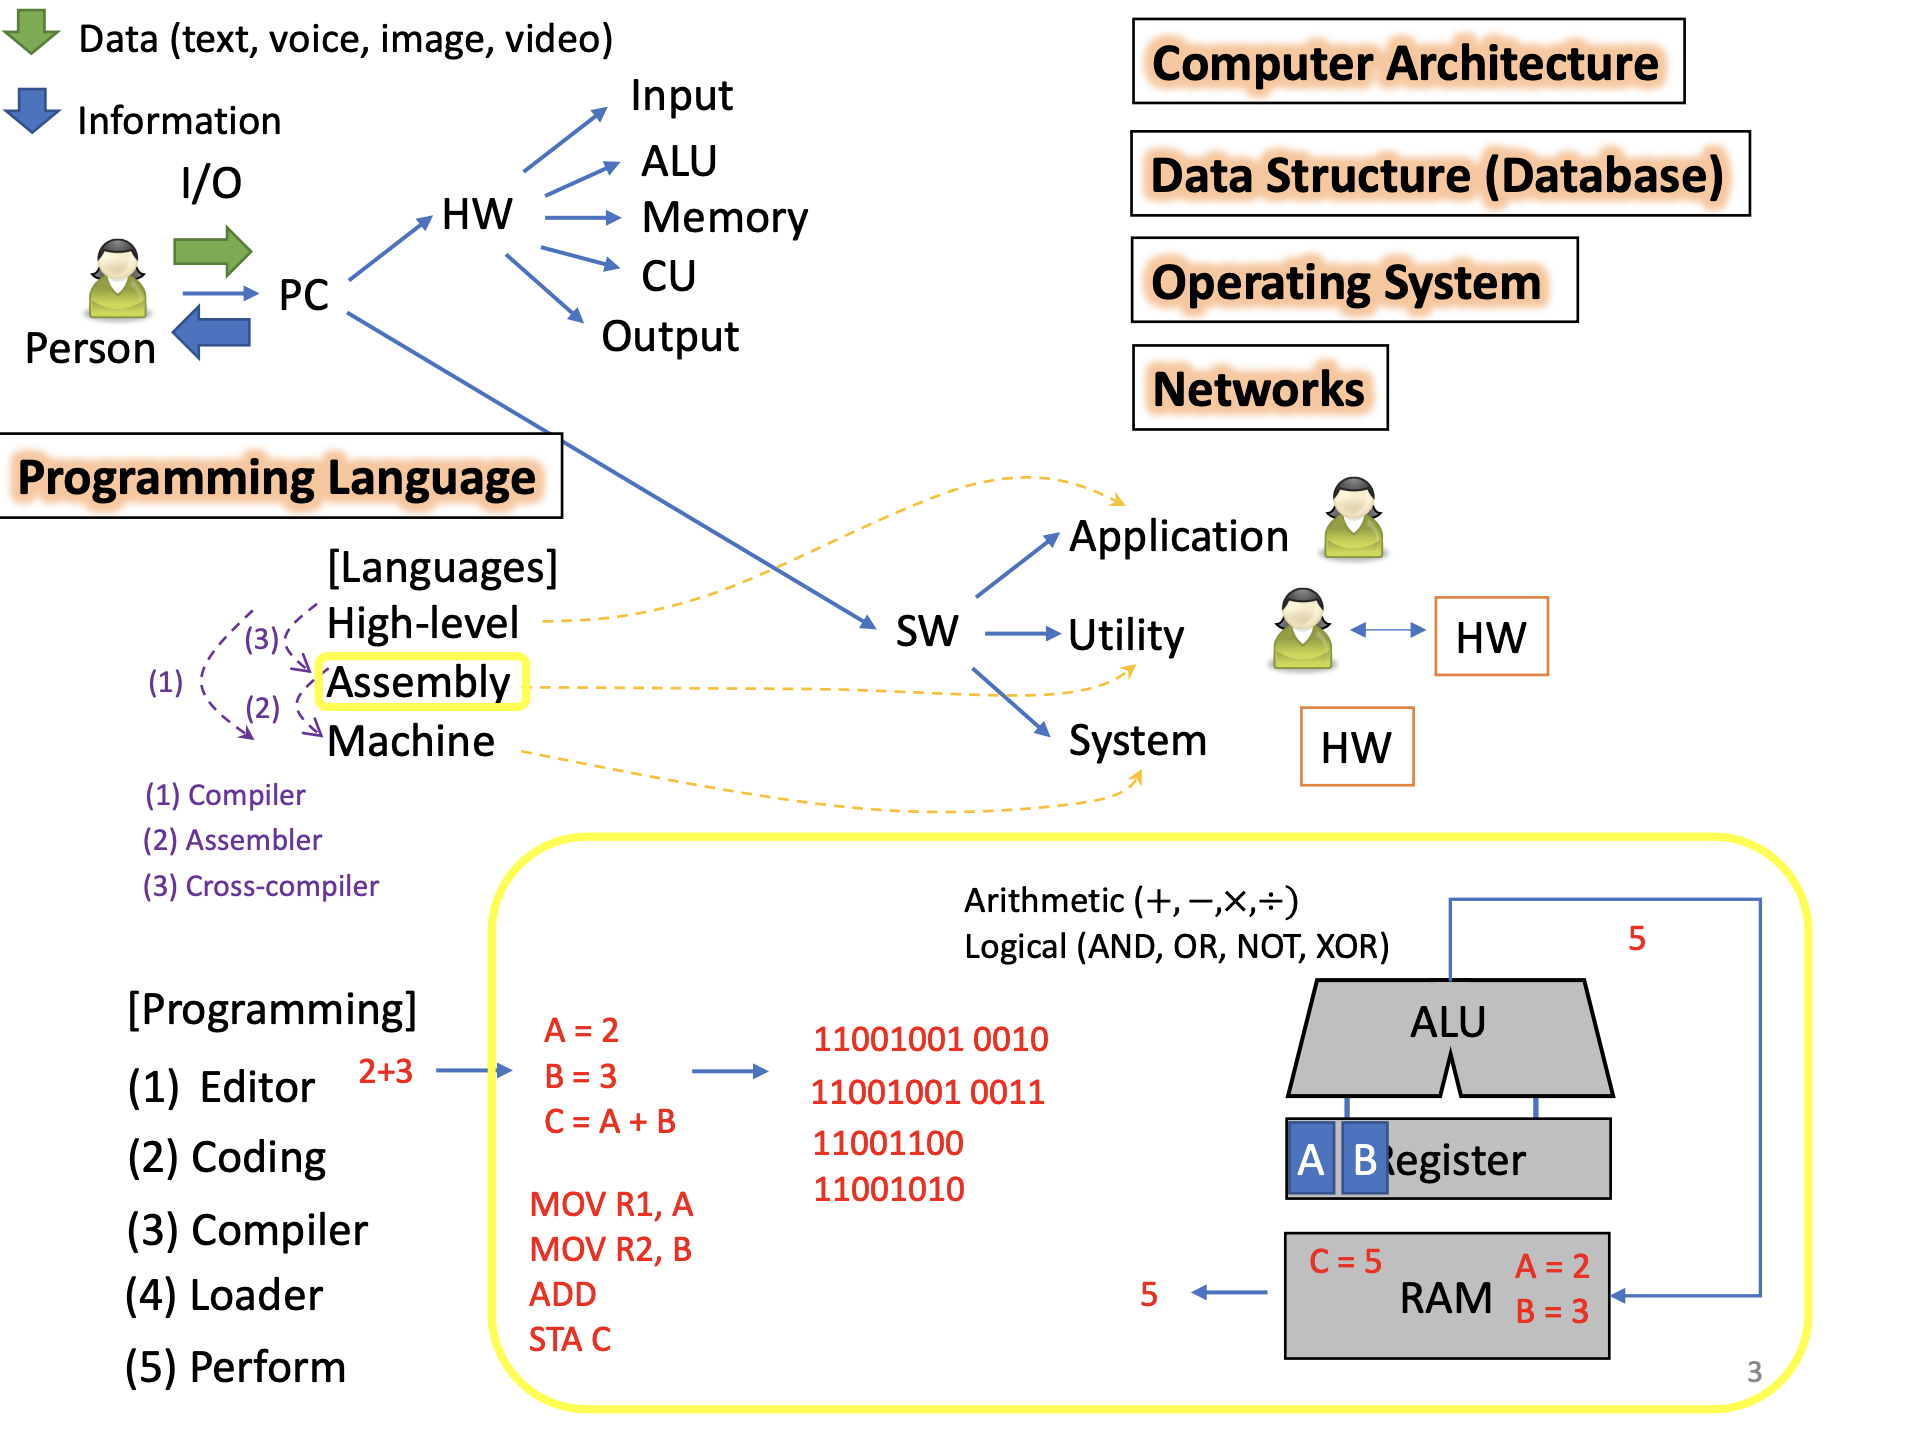 Data (text, voice, image, video)
Information
I/O
Person
PC
HW
Input
ALU
Memory
CU
Output
Computer Architecture
Data Structure (Database)
Operating System
Networks
Programming Language
[Languages]
High-level
Assembly
Machine
(1)
(3)
(2)
(1) Compiler
(2) Assembler
(3) Cross-compiler
SW
Application
Utility
System
HW
HW
[Programming]
(1) Editor
(2) Coding
(3) Compiler
(4) Loader
(5) Perform
2+3
A = 2
B = 3
C = A + B
MOV R1, A
MOV R2, B
ADD
STA C
11001001 0010
11001001 0011
11001100
11001010
Arithmetic (+, −,×,÷)
Logical (AND, OR, NOT, XOR)
5
ALU
A B Register
C = 5
RAM
A = 2
B = 3
5
3